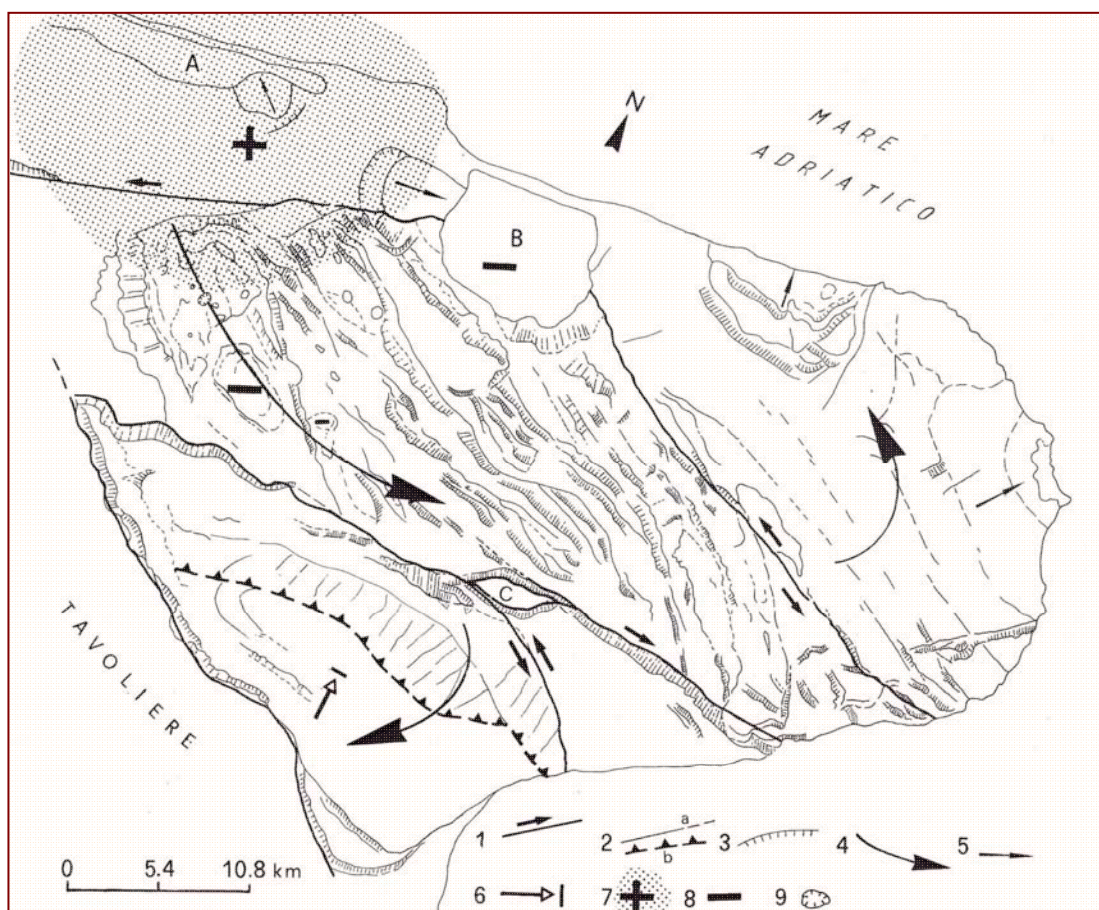 A
N
MARE
ADRIATICO
B
C
TAVOLIERE
a
1 2 3 4 5
b
0 5.4 10.8 km
6 7 8 9